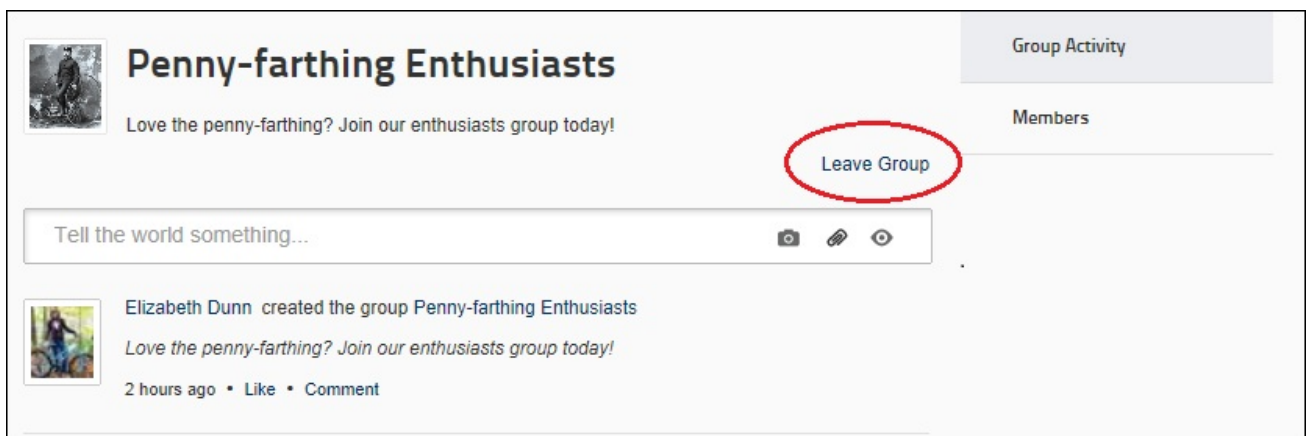 Penny-farthing Enthusiasts
Love the penny-farthing? Join our enthusiasts group today!
Leave Group
Tell the world something...
Elizabeth Dunn created the group Penny-farthing Enthusiasts
Love the penny-farthing? Join our enthusiasts group today!
2 hours ago • Like • Comment
Group Activity
Members